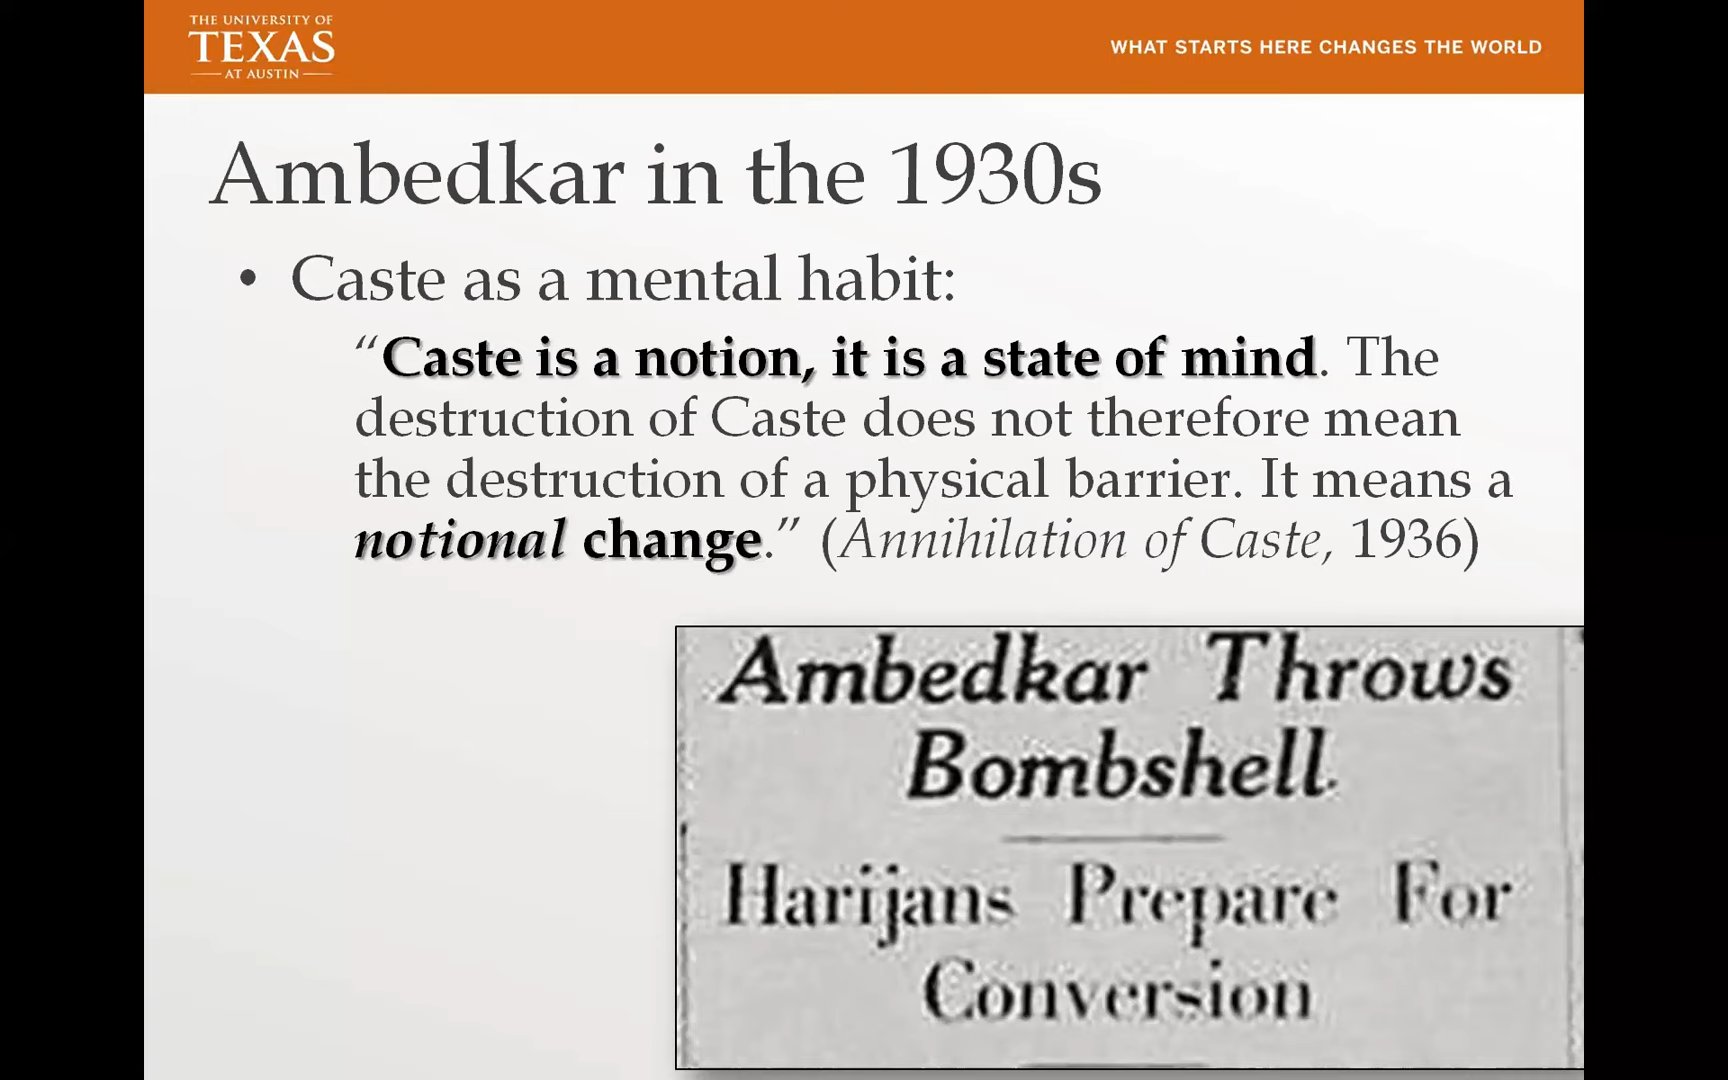 THE UNIVERSITY OF
TEXAS
AT AUSTIN
WHAT STARTS HERE CHANGES THE WORLD
Ambedkar in the 1930s
• Caste as a mental habit:
“Caste is a notion, it is a state of mind. The
destruction of Caste does not therefore mean
the destruction of a physical barrier. It means a
notional change.” (Annihilation of Caste, 1936)
Ambedkar Throws
Bombshell.
Harijans Prepare For
Conversion